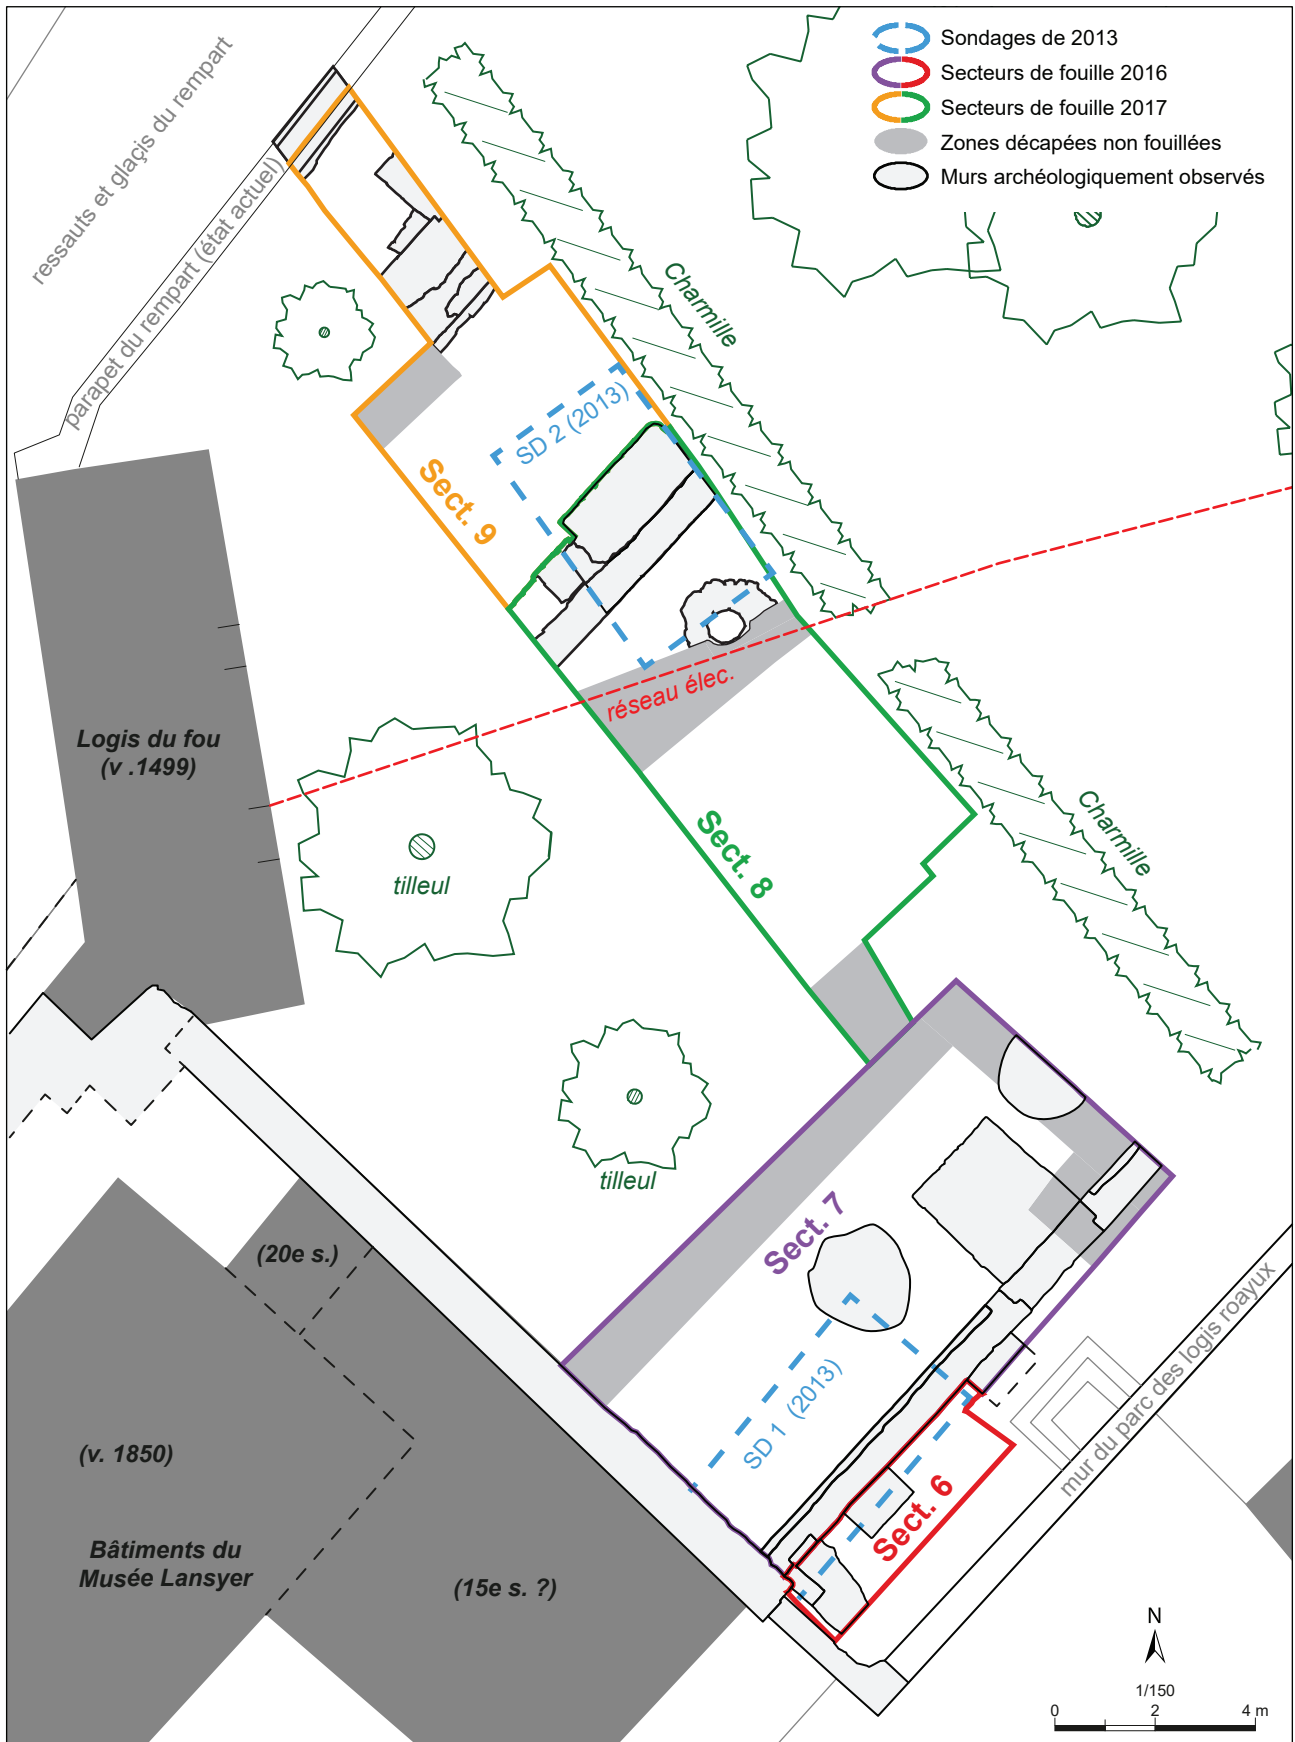 Sondages de 2013
Secteurs de fouille 2016
Secteurs de fouille 2017
Zones décapées non fouillées
Murs archéologiquement observés
ressauts et glaçis du rempart
parapet du rempart (état actuel)
Charmille
SD 2 (2013)
Sect. 9
réseau élec.
Logis du fou
(v .1499)
tilleul
Sect. 8
Charmille
tilleul
Sect. 7
(20e s.)
SD 1 (2013)
mur du parc des logis roayux
(v. 1850)
Sect. 6
Bâtiments du
Musée Lansyer
(15e s. ?)
N
1/150
0 2 4 m